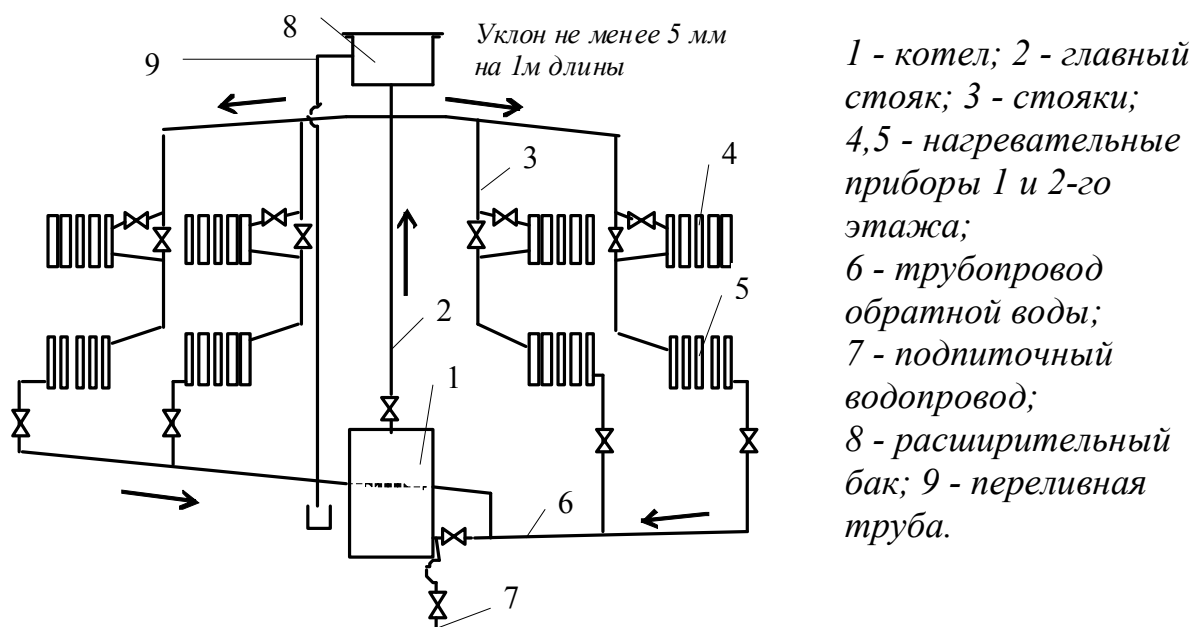 8
9
Уклон не менее 5 мм
на 1м длины
3
4
5
2
1
6
7
1 - котел; 2 - главный
стояк; 3 - стояки;
4,5 - нагревательные
приборы 1 и 2-го
этажа;
6 - трубопровод
обратной воды;
7 - подпиточный
водопровод;
8 - расширительный
бак; 9 - переливная
труба.